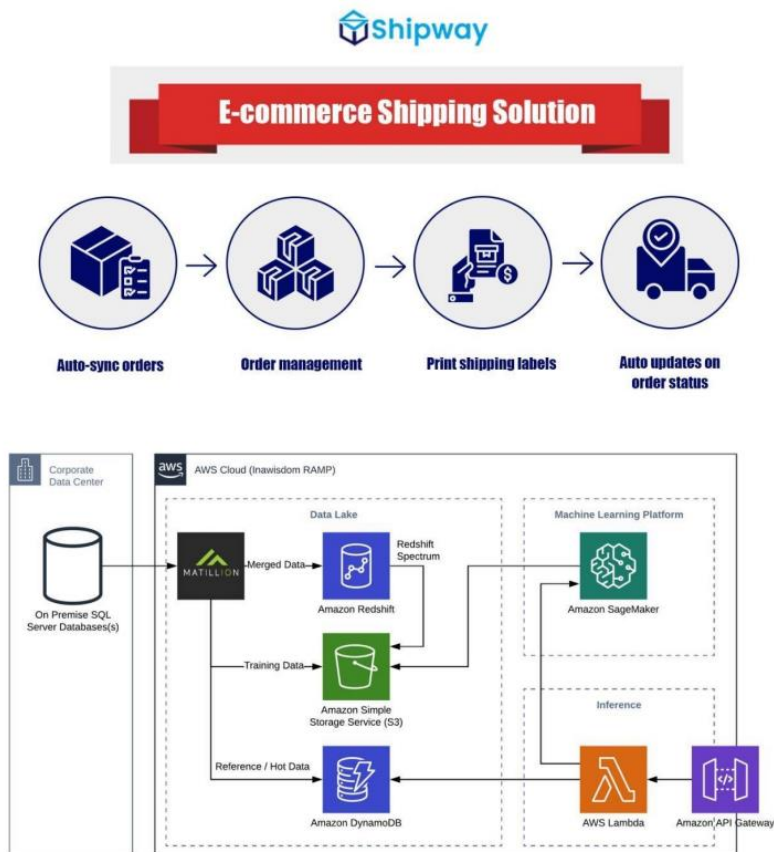 Shipway
E-commerce Shipping Solution
Auto-sync orders
Order management
Print shipping labels
Auto updates on
order status
Corporate
Data Center
aws
AWS Cloud (Inawisdom RAMP)
Data Lake
Machine Learning Platform
MATILLION
Merged Data
Redshift
Spectrum
On Premise SQL
Server Databases(s)
Amazon Redshift
Amazon SageMaker
Training Data
Amazon Simple
Storage Service (S3)
Inference
Reference / Hot Data
Amazon DynamoDB
AWS Lambda
Amazon API Gateway